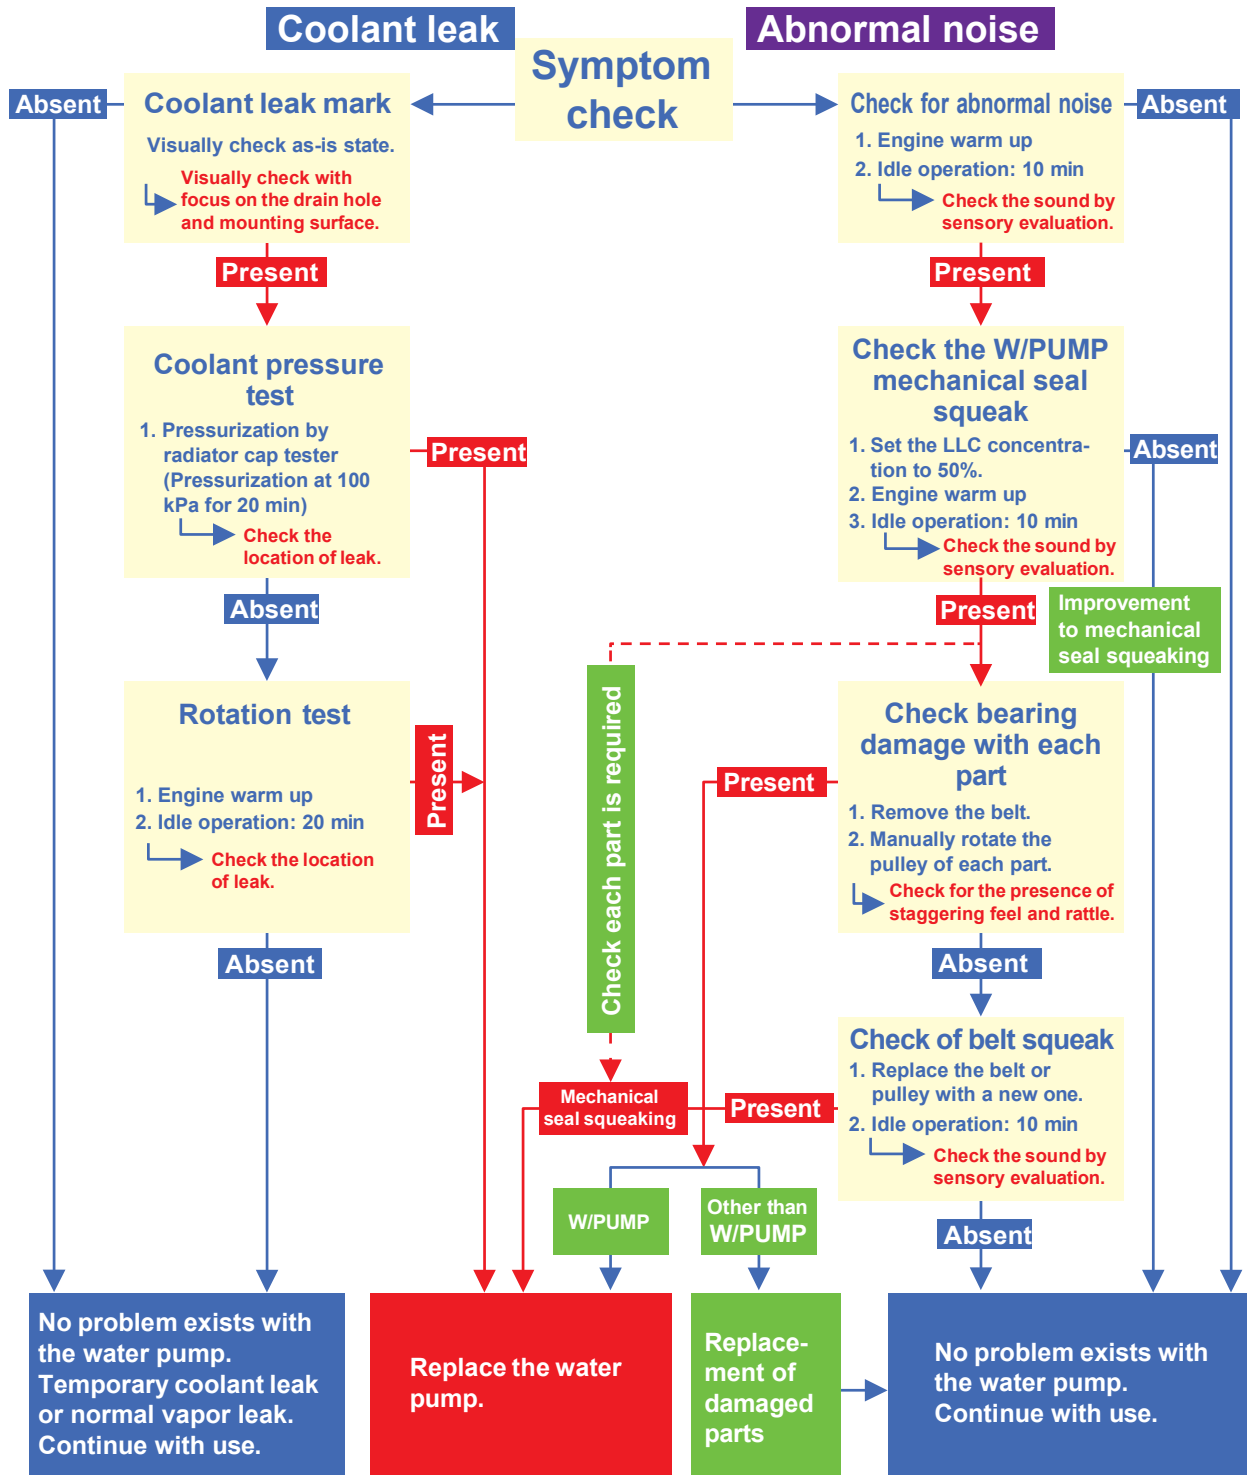 Coolant leak
Abnormal noise
Symptom
check
Absent
Coolant leak mark
Visually check as-is state.
Visually check with
focus on the drain hole
and mounting surface.
Present
Coolant pressure
test
1. Pressurization by
radiator cap tester
(Pressurization at 100
kPa for 20 min)
Check the
location of leak.
Present
Absent
Rotation test
1. Engine warm up
2. Idle operation: 20 min
Check the location
of leak.
Present
Absent
Check for abnormal noise
1. Engine warm up
2. Idle operation: 10 min
Check the sound by
sensory evaluation.
Absent
Present
Check the W/PUMP
mechanical seal
squeak
1. Set the LLC concentra-
tion to 50%.
2. Engine warm up
3. Idle operation: 10 min
Check the sound by
sensory evaluation.
Absent
Present
Improvement
to mechanical
seal squeaking
Check each part is required
Check bearing
damage with each
part
1. Remove the belt.
2. Manually rotate the
pulley of each part.
Check for the presence of
staggering feel and rattle.
Present
Absent
Check of belt squeak
1. Replace the belt or
pulley with a new one.
2. Idle operation: 10 min
Check the sound by
sensory evaluation.
Present
Mechanical
seal squeaking
W/PUMP
Other than
W/PUMP
Absent
No problem exists with
the water pump.
Temporary coolant leak
or normal vapor leak.
Continue with use.
Replace the water
pump.
Replace-
ment of
damaged
parts
No problem exists with
the water pump.
Continue with use.